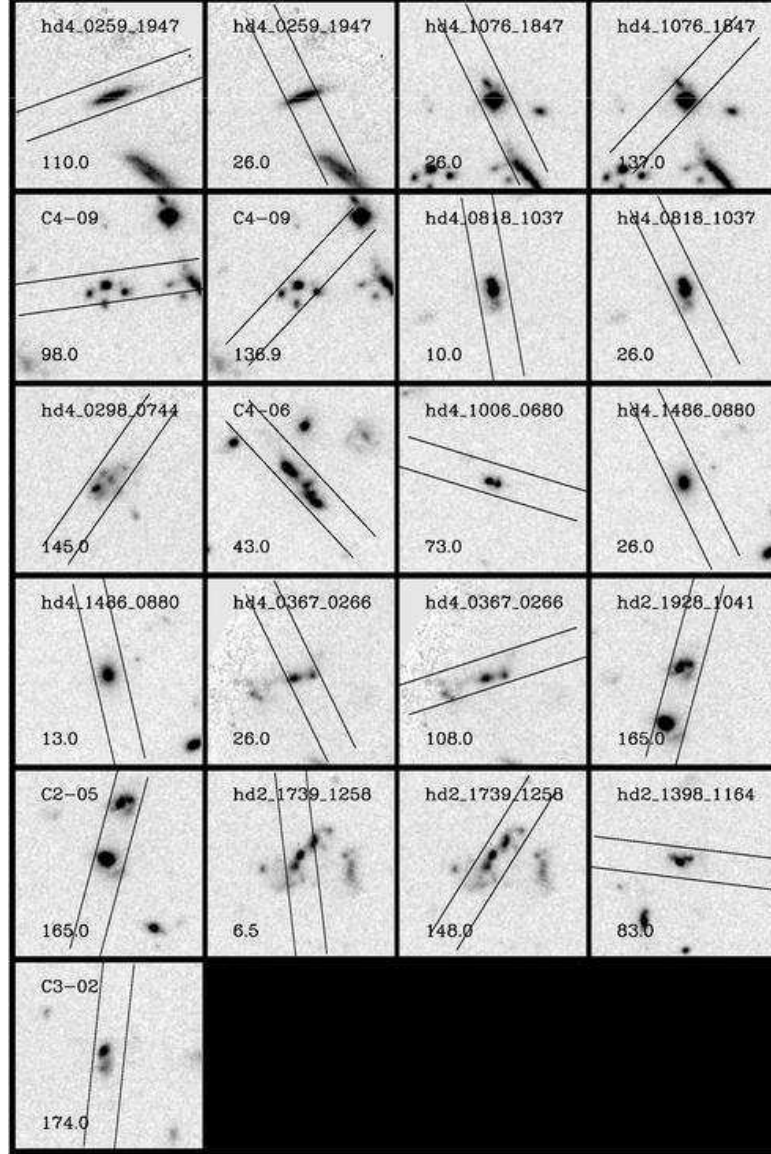 hd4_0259_1947
110.0
hd4_0259_1947
26.0
hd4_1076_1847
26.0
hd4_1076_1847
137.0
C4-09
98.0
C4-09
136.9
hd4_0818_1037
10.0
hd4_0818_1037
26.0
hd4_0298_0744
145.0
C4-06
43.0
hd4_1006_0680
73.0
hd4_1486_0880
26.0
hd4_1486_0880
13.0
hd4_0367_0266
26.0
hd4_0367_0266
108.0
hd2_1928_1041
165.0
C2-05
165.0
hd2_1739_1258
6.5
hd2_1739_1258
148.0
hd2_1398_1164
83.0
C3-02
174.0